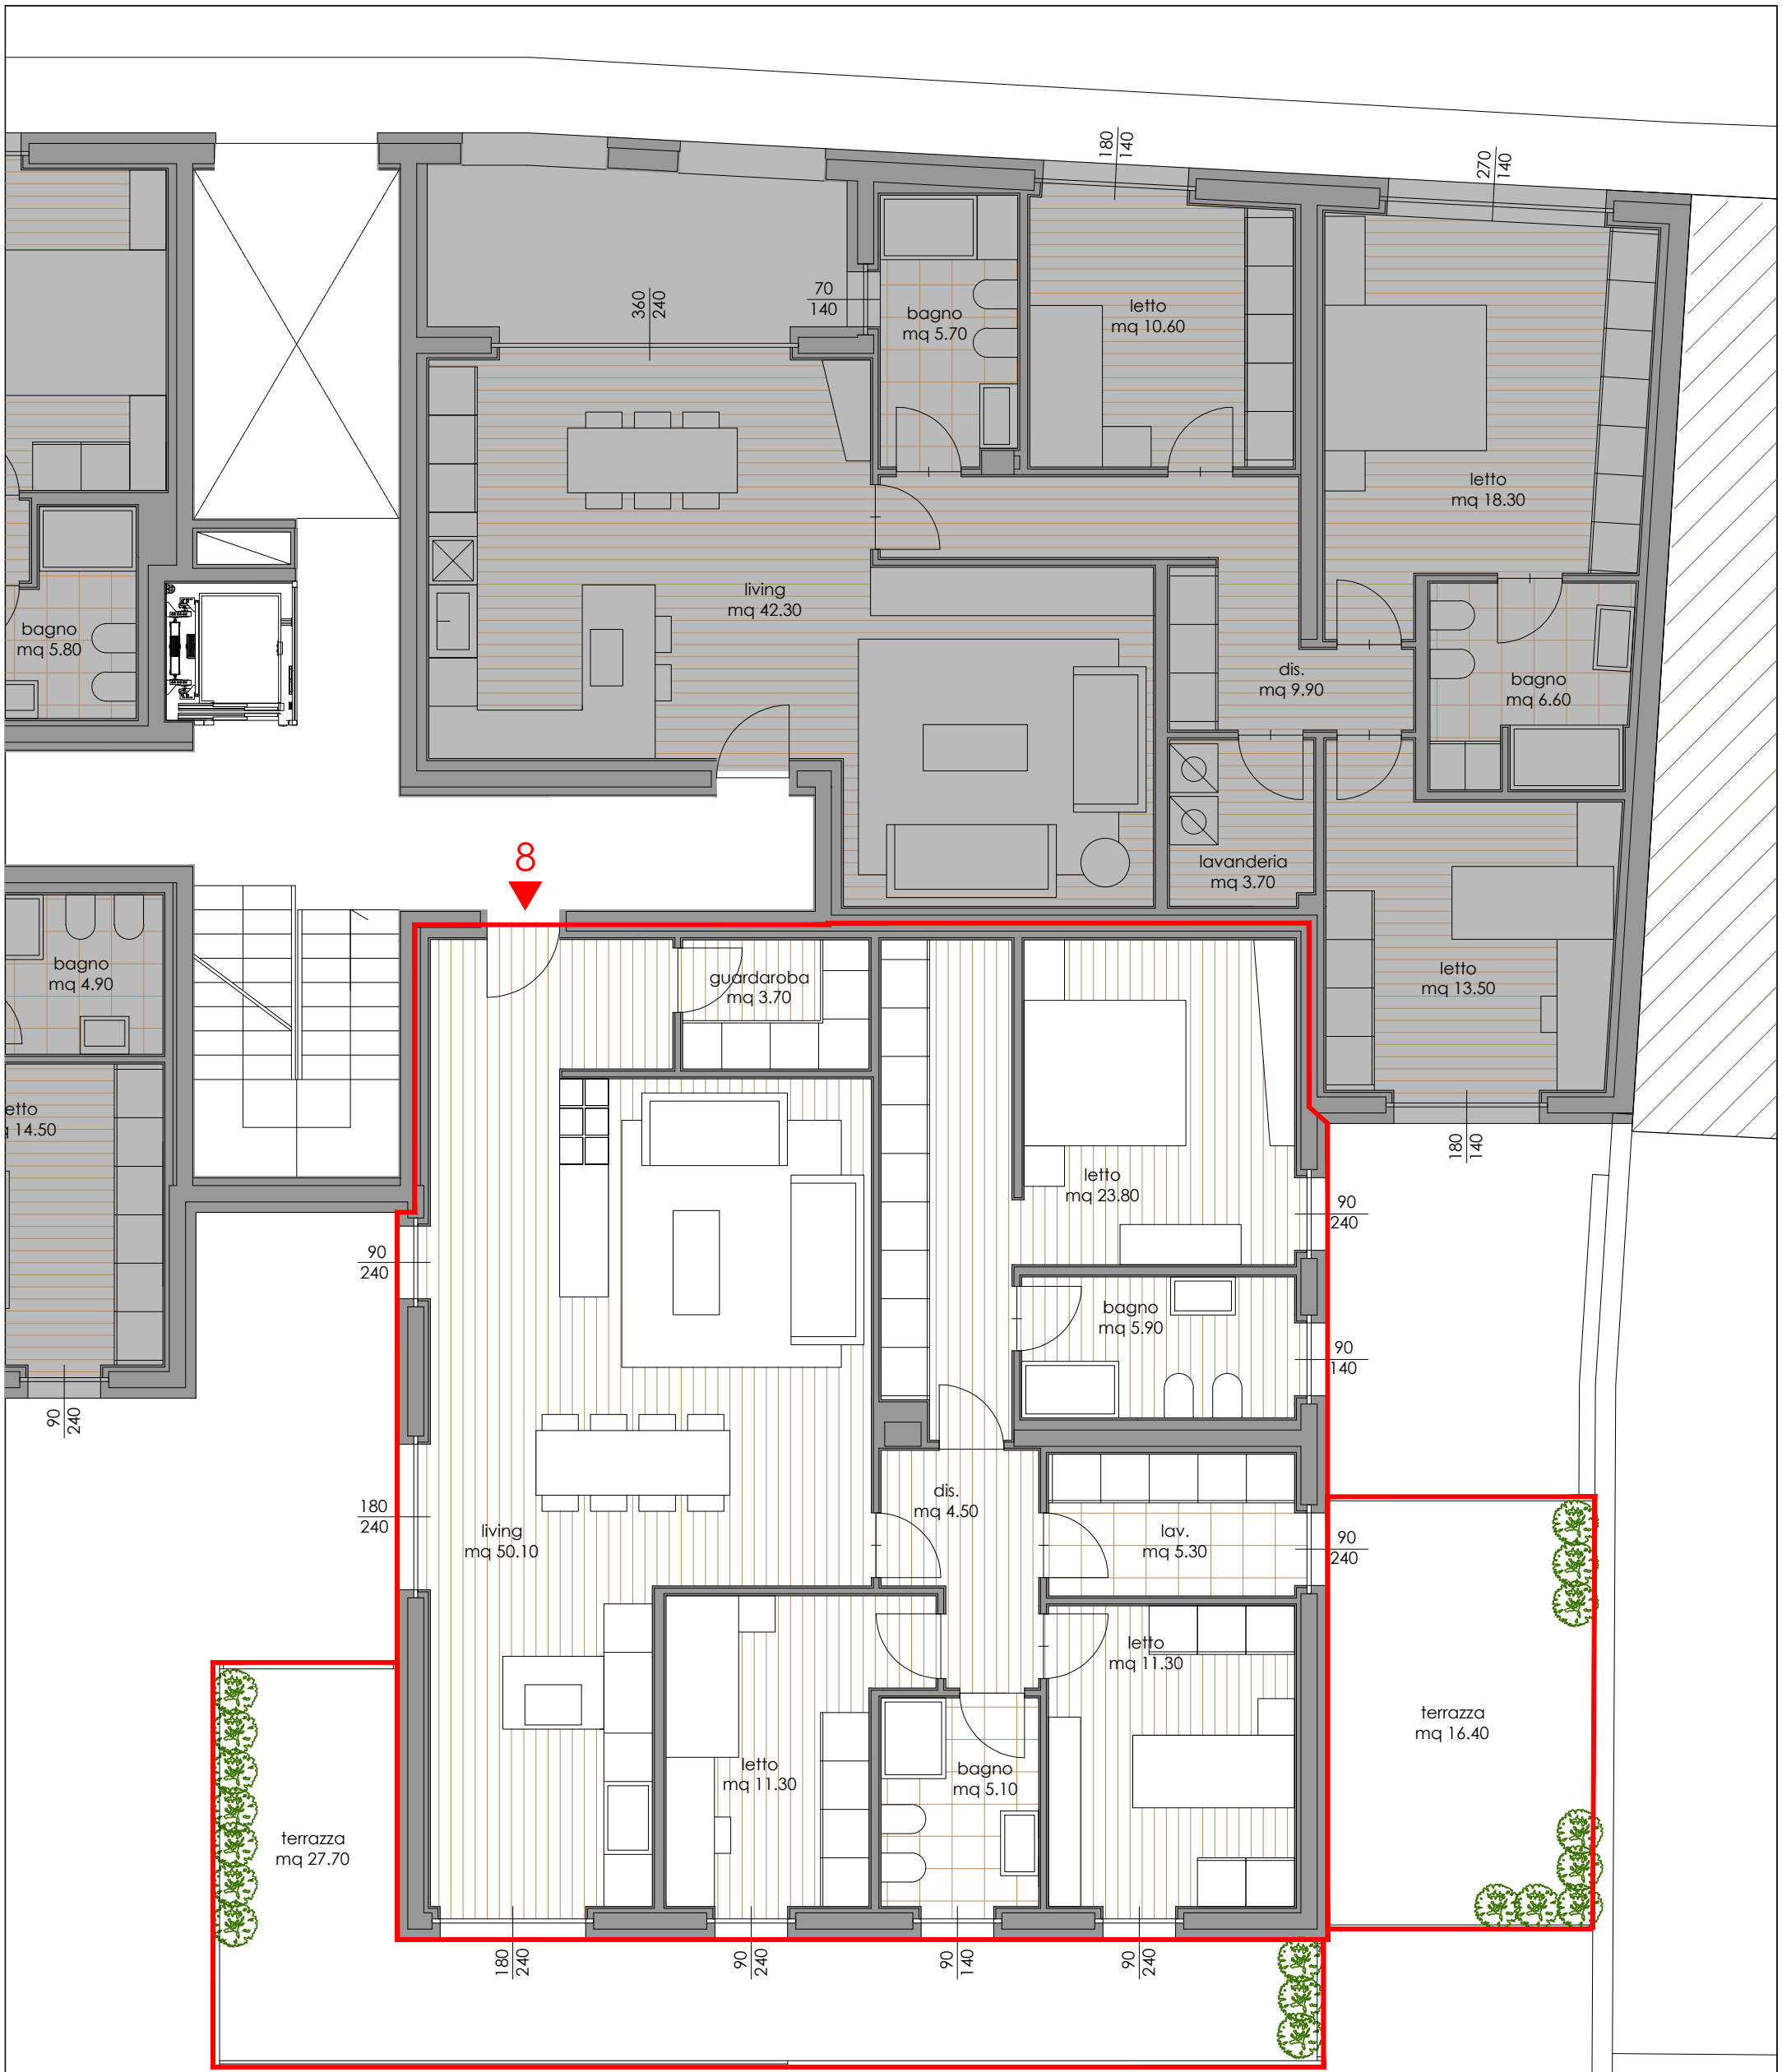 180
140
270
140
360
240
70
140
bagno
mq 5.70
letto
mq 10.60
letto
mq 18.30
living
mq 42.30
bagno
mq 5.80
dis.
mq 9.90
bagno
mq 6.60
lavanderia
mq 3.70
8
bagno
mq 4.90
guardaroba
mq 3.70
letto
mq 13.50
etto
14.50
180
140
letto
mq 23.80
90
240
90
240
bagno
mq 5.90
90
140
90
240
dis.
mq 4.50
180
240
living
mq 50.10
lav.
mq 5.30
90
240
letto
mq 11.30
terrazza
mq 16.40
letto
mq 11.30
bagno
mq 5.10
terrazza
mq 27.70
180
240
90
240
90
140
90
240